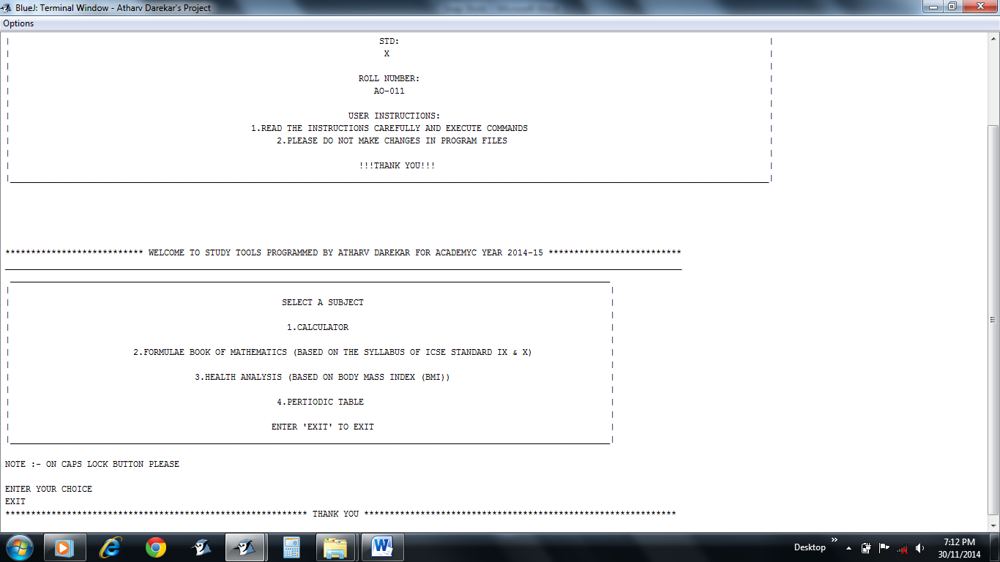 BlueJ: Terminal Window - Atharv Darekar's Project
Options
STD:
X
ROLL NUMBER:
AO-011
USER INSTRUCTIONS:
1.READ THE INSTRUCTIONS CAREFULLY AND EXECUTE COMMANDS
2.PLEASE DO NOT MAKE CHANGES IN PROGRAM FILES
!!!THANK YOU!!!
*************************** WELCOME TO STUDY TOOLS PROGRAMMED BY ATHARV DAREKAR FOR ACADEMYC YEAR 2014-15 **************************
SELECT A SUBJECT
1.CALCULATOR
2.FORMULAE BOOK OF MATHEMATICS (BASED ON THE SYLLABUS OF ICSE STANDARD IX & X)
3.HEALTH ANALYSIS (BASED ON BODY MASS INDEX (BMI))
4.PERTIODIC TABLE
ENTER 'EXIT' TO EXIT
NOTE :- ON CAPS LOCK BUTTON PLEASE
ENTER YOUR CHOICE
EXIT
*********************************************************** THANK YOU *************************************************************
Desktop
7:12 PM
30/11/2014